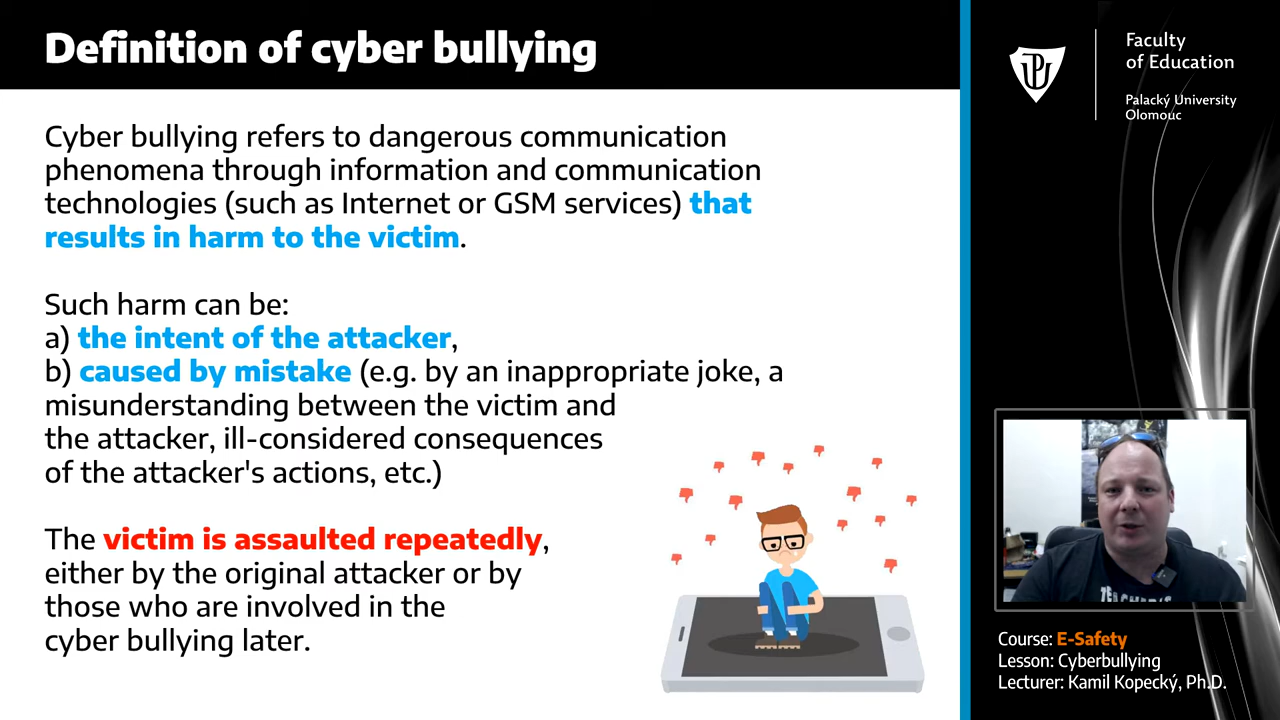 Definition of cyber bullying
Cyber bullying refers to dangerous communication
phenomena through information and communication
technologies (such as Internet or GSM services) that
results in harm to the victim.
Such harm can be:
a) the intent of the attacker,
b) caused by mistake (e.g. by an inappropriate joke, a
misunderstanding between the victim and
the attacker, ill-considered consequences
of the attacker's actions, etc.)
The victim is assaulted repeatedly,
either by the original attacker or by
those who are involved in the
cyber bullying later.
Faculty
of Education
Palacký University
Olomouc
Course: E-Safety
Lesson: Cyberbullying
Lecturer: Kamil Kopecký, Ph.D.